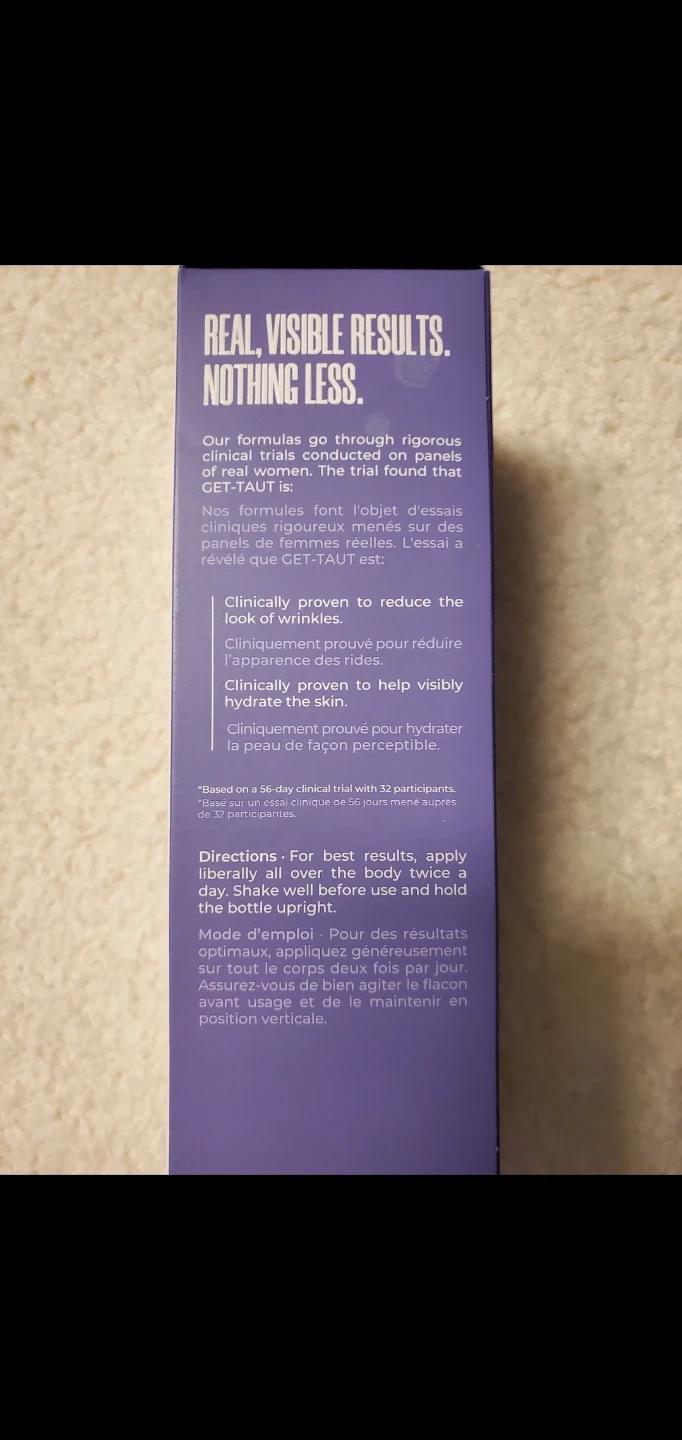 REAL, VISIBLE RESULTS.
NOTHING LESS.
Our formulas go through rigorous
clinical trials conducted on panels
of real women. The trial found that
GET-TAUT is:
Nos formules font l'objet d'essais
cliniques rigoureux menés sur des
panels de femmes réelles. L'essai a
révélé que GET-TAUT est:
Clinically proven to reduce the
look of wrinkles.
Cliniquement prouvé pour réduire
l'apparence des rides.
Clinically proven to help visibly
hydrate the skin.
Cliniquement prouvé pour hydrater
la peau de façon perceptible.
*Based on a 56-day clinical trial with 32 participants.
*Basé sur un essai clinique de 56 jours mené auprès
de 32 participantes.
Directions · For best results, apply
liberally all over the body twice a
day. Shake well before use and hold
the bottle upright.
Mode d'emploi · Pour des résultats
optimaux, appliquez généreusement
sur tout le corps deux fois par jour.
Assurez-vous de bien agiter le flacon
avant usage et de le maintenir en
position verticale.